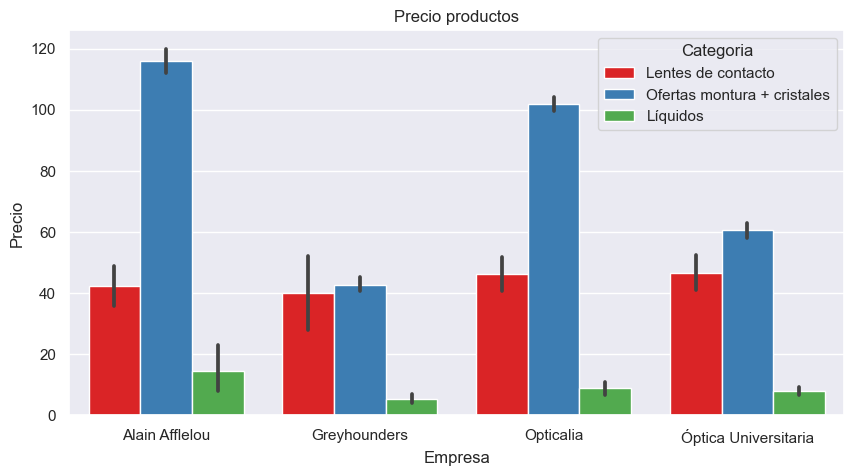 Precio productos
Categoria
Lentes de contacto
Ofertas montura + cristales
Líquidos
Precio
120
100
80
60
40
20
0
Alain Afflelou
Greyhounders
Opticalia
Óptica Universitaria
Empresa